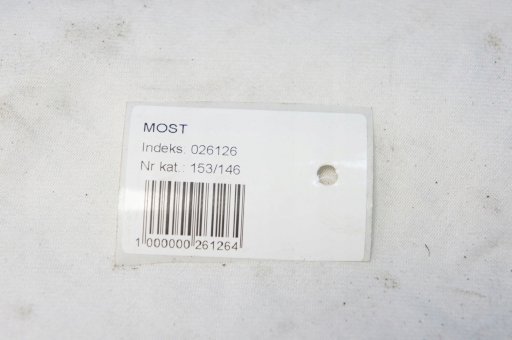 MOST
Indeks. 026126
Nr kat.: 153/146
1 000000 261264